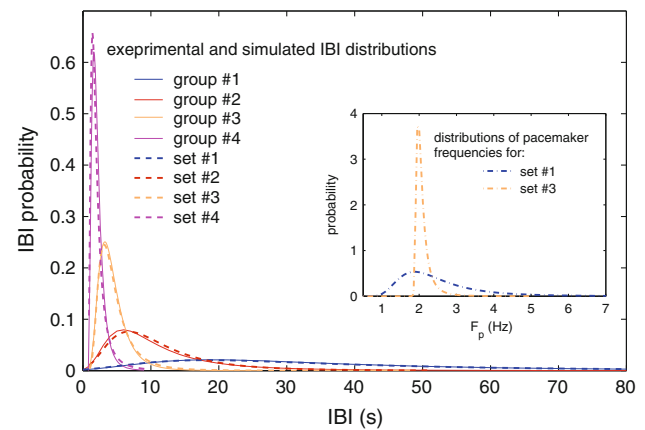 exeprimental and simulated IBI distributions
group #1
group #2
group #3
group #4
set #1
set #2
set #3
set #4
IBI probability
0.6
0.5
0.4
0.3
0.2
0.1
0
0 10 20 30 40 50 60 70 80
IBI (s)
distributions of pacemaker
frequencies for:
set #1
set #3
probability
4
3
2
1
0
1 2 3 4 5 6 7
Fp (Hz)